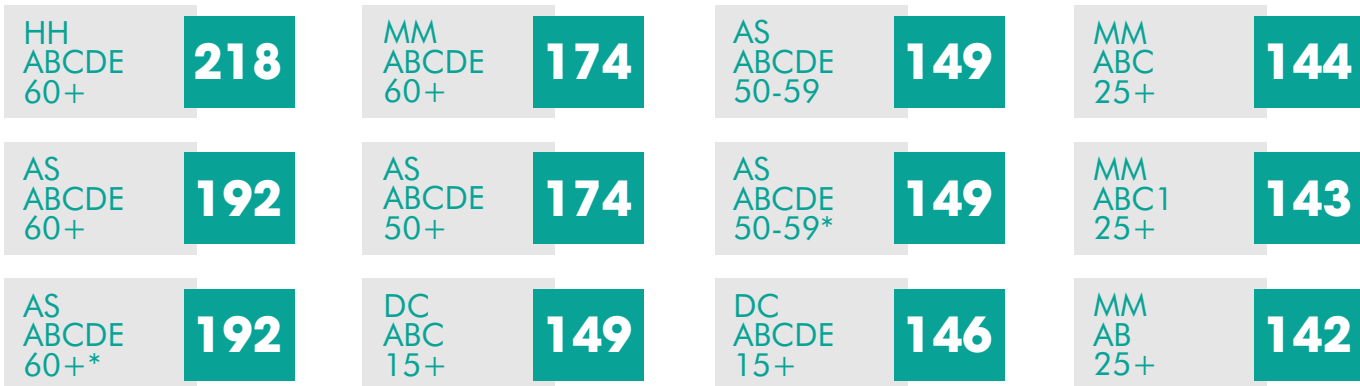 HH
ABCDE
60+
218
MM
ABCDE
60+
174
AS
ABCDE
50-59
149
MM
ABC
25+
144
AS
ABCDE
60+
192
AS
ABCDE
50+
174
AS
ABCDE
50-59*
149
MM
ABC1
25+
143
AS
ABCDE
60+*
192
DC
ABC
15+
149
DC
ABCDE
15+
146
MM
AB
25+
142